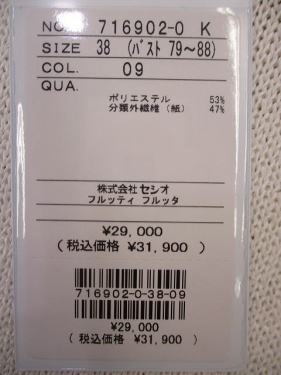 NO. 716902-0 K
SIZE 38 (バスト 79～88)
COL. 09
QUA.
ポリエステル 53%
分類外繊維(紙) 47%
株式会社 セシオ
フルッティ フルッタ
¥29,000
(税込価格 ¥31,900 )
716902-0-38-09
¥29,000
(税込価格 ¥31,900 )